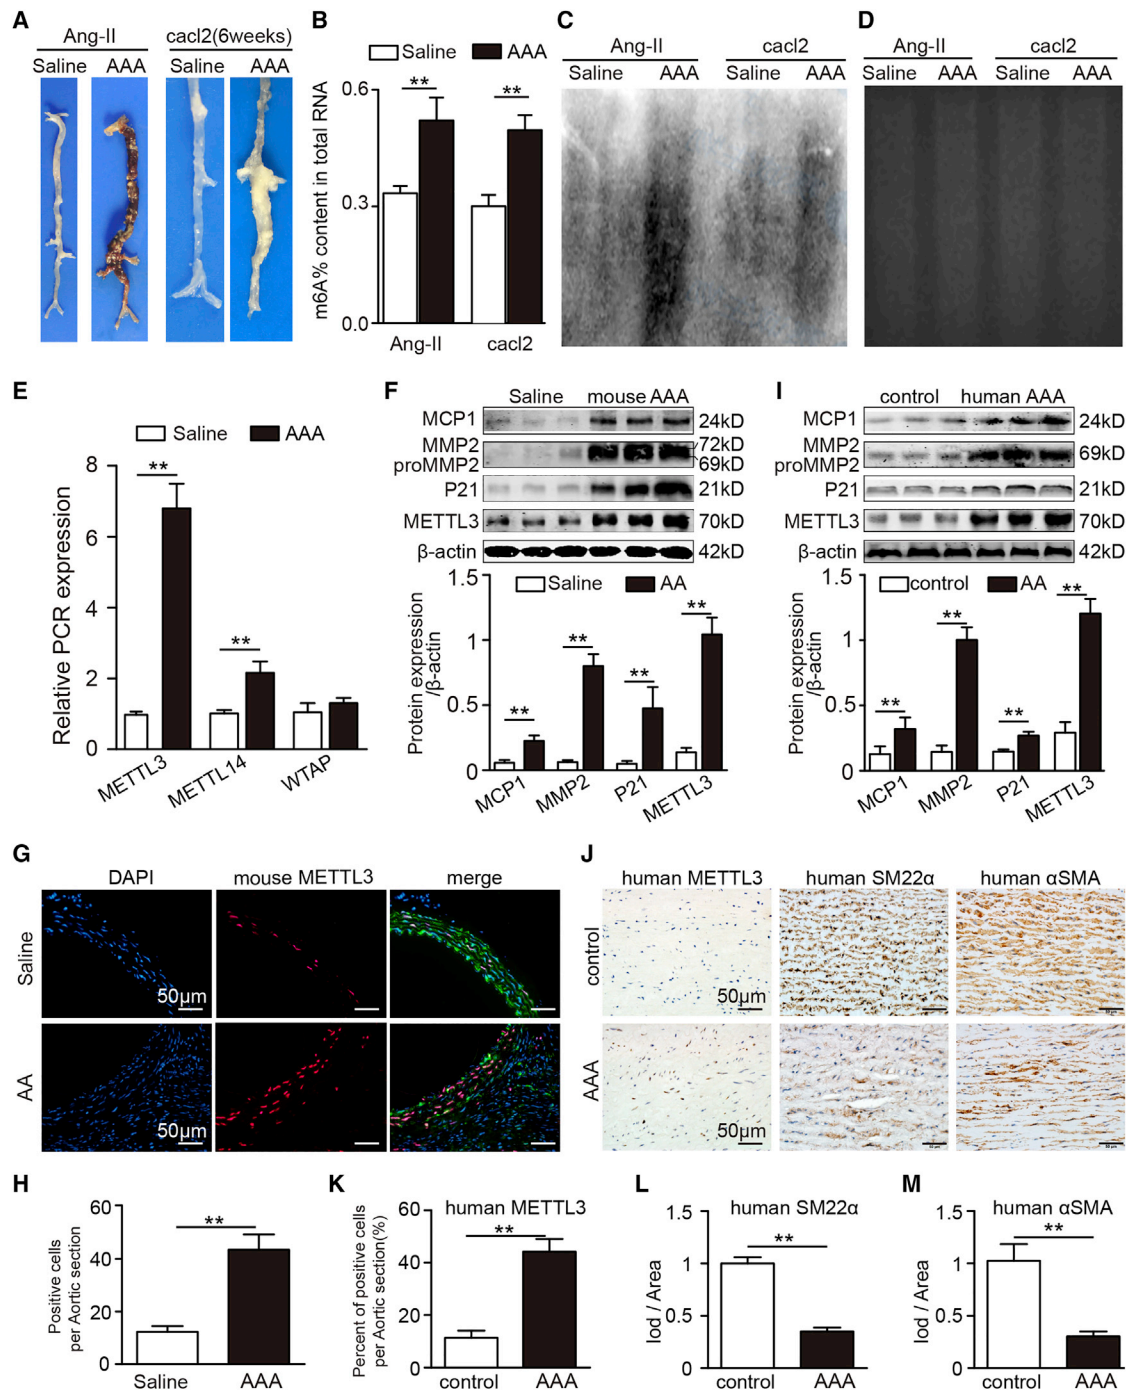 A
Ang-II cacl2(6weeks)
Saline AAA Saline AAA
B
Saline AAA
m6A% content in total RNA
0.6
0.3
0.0
** **
Ang-II cacl2
C
Ang-II cacl2
Saline AAA Saline AAA
D
Ang-II cacl2
Saline AAA Saline AAA
E
Saline AAA
Relative PCR expression
8
6
4
2
0
**
**
METTL3 METTL14 WTAP
F
Saline mouse AAA
MCP1 24kD
MMP2 72kD
proMMP2 69kD
P21 21kD
METTL3 70kD
β-actin 42kD
Saline AA
Protein expression
/β-actin
1.5
1
0.5
0
** ** ** **
MCP1 MMP2 P21 METTL3
I
control human AAA
MCP1 24kD
MMP2
proMMP2 69kD
P21 21kD
METTL3 70kD
β-actin 42kD
control AA
Protein expression
/β-actin
1.5
1
0.5
0
** ** ** **
MCP1 MMP2 P21 METTL3
G
DAPI mouse METTL3 merge
Saline
50μm
AA
50μm
J
human METTL3 human SM22α human αSMA
control
50μm
AAA
50μm
H
Positive cells
per Aortic section
60
40
20
0
**
Saline AAA
K
human METTL3
Percent of positive cells
per Aortic section(%)
60
40
20
0
**
control AAA
L
human SM22α
Iod / Area
1.5
1
0.5
0
**
control AAA
M
human αSMA
Iod / Area
1.5
1
0.5
0
**
control AAA